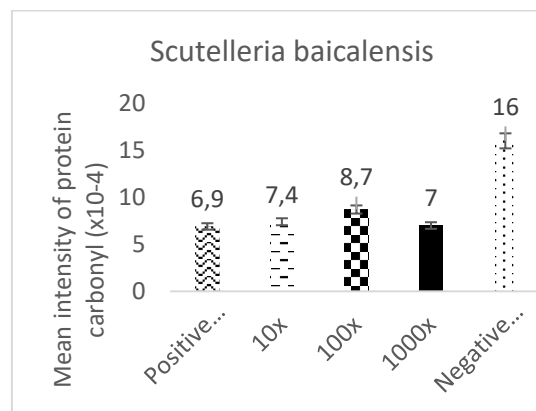 Scutelleria baicalensis
Mean intensity of protein
carbonyl (x10-4)
20
15
10
5
0
6,9
7,4
8,7
7
16
Positive...
10x
100x
1000x
Negative...